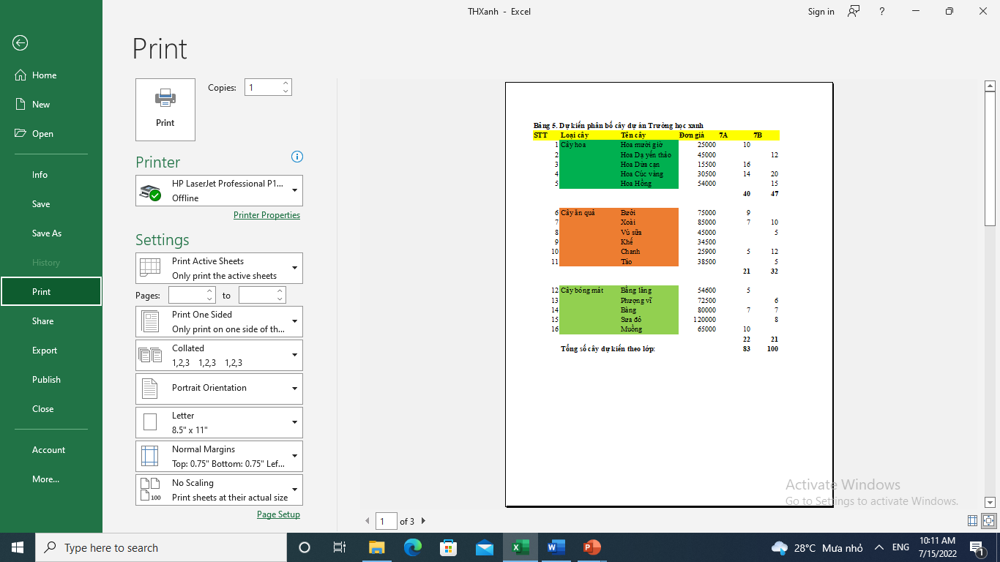 THXanh - Excel
Sign in
?
Print
Home
New
Open
Info
Save
Save As
History
Print
Share
Export
Publish
Close
Account
More...
Print
Copies: 1
Printer
HP LaserJet Professional P1...
Offline
Printer Properties
Settings
Print Active Sheets
Only print the active sheets
Pages: to
Print One Sided
Only print on one side of th...
Collated
1,2,3 1,2,3 1,2,3
Portrait Orientation
Letter
8.5" x 11"
Normal Margins
Top: 0.75" Bottom: 0.75" Lef...
No Scaling
Print sheets at their actual size
100
Page Setup
Bảng 5. Dự kiến phân bố cây dự án Trường học xanh
STT Loại cây Tên cây Đơn giá 7A 7B
1 Cây hoa Hoa mười giờ 25000 10
2 Hoa Dạ yến thảo 45000 12
3 Hoa Dừa cạn 15500 16
4 Hoa Cúc vàng 30500 14 20
5 Hoa Hồng 54000 15
40 47
6 Cây ăn quả Bưởi 75000 9
7 Xoài 85000 7 10
8 Vú sữa 45000 5
9 Khế 34500
10 Chanh 25900 5 12
11 Táo 38500 5
21 32
12 Cây bóng mát Bằng lăng 54600 5
13 Phượng vĩ 72500 6
14 Bàng 80000 7 7
15 Sưa đỏ 120000 8
16 Muồng 65000 10
22 21
Tổng số cây dự kiến theo lớp: 83 100
1 of 3
Activate Windows
Go to Settings to activate Windows.
Type here to search
28°C Mưa nhỏ
ENG
10:11 AM
7/15/2022
1